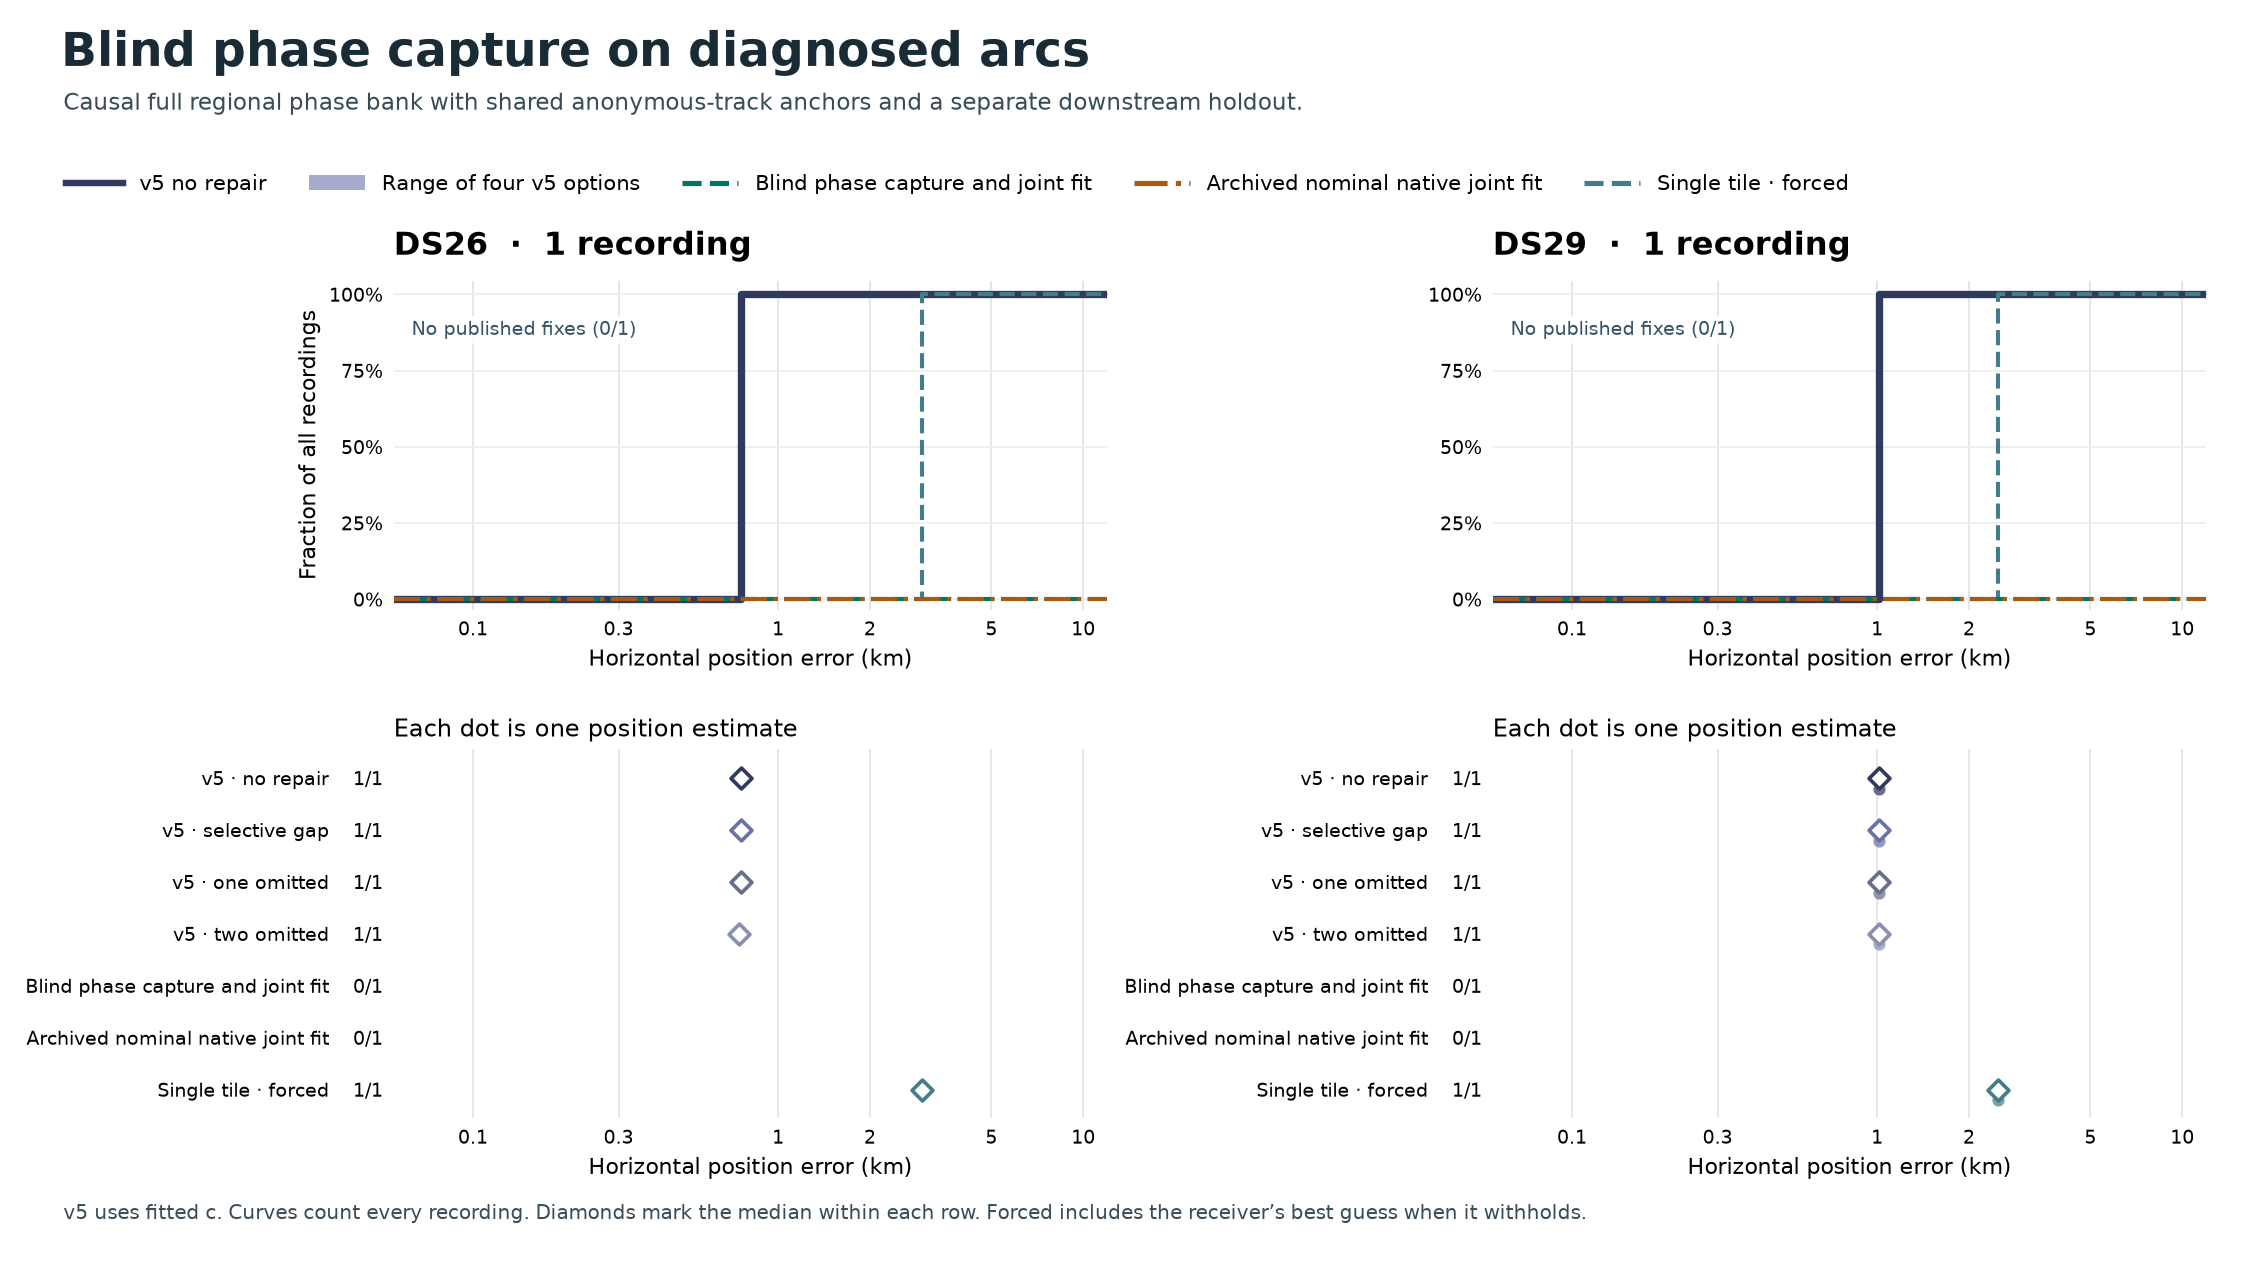 Blind phase capture on diagnosed arcs
Causal full regional phase bank with shared anonymous-track anchors and a separate downstream holdout.
v5 no repair
Range of four v5 options
Blind phase capture and joint fit
Archived nominal native joint fit
Single tile · forced
DS26 · 1 recording
Fraction of all recordings
100%
75%
50%
25%
0%
No published fixes (0/1)
0.1 0.3 1 2 5 10
Horizontal position error (km)
DS29 · 1 recording
100%
75%
50%
25%
0%
No published fixes (0/1)
0.1 0.3 1 2 5 10
Horizontal position error (km)
Each dot is one position estimate
v5 · no repair 1/1
v5 · selective gap 1/1
v5 · one omitted 1/1
v5 · two omitted 1/1
Blind phase capture and joint fit 0/1
Archived nominal native joint fit 0/1
Single tile · forced 1/1
0.1 0.3 1 2 5 10
Horizontal position error (km)
Each dot is one position estimate
v5 · no repair 1/1
v5 · selective gap 1/1
v5 · one omitted 1/1
v5 · two omitted 1/1
Blind phase capture and joint fit 0/1
Archived nominal native joint fit 0/1
Single tile · forced 1/1
0.1 0.3 1 2 5 10
Horizontal position error (km)
v5 uses fitted c. Curves count every recording. Diamonds mark the median within each row. Forced includes the receiver’s best guess when it withholds.